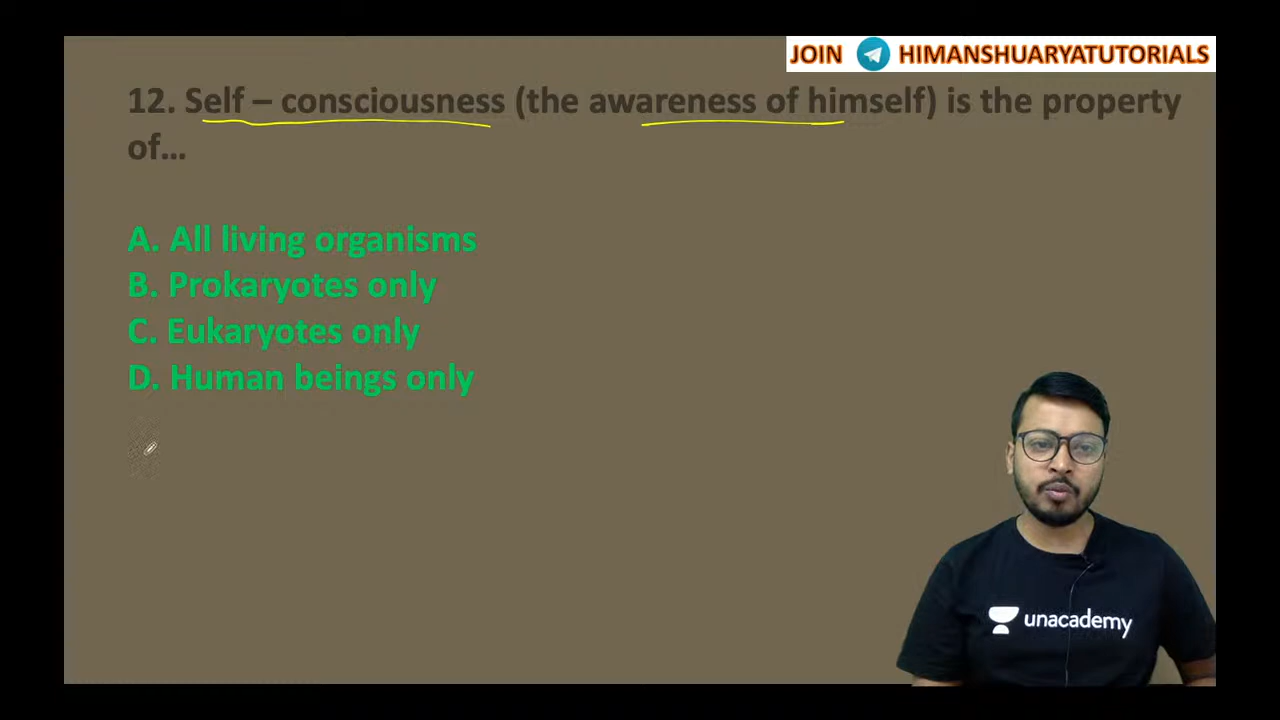 JOIN HIMANSHUARYATUTORIALS
12. Self – consciousness (the awareness of himself) is the property
of...
A. All living organisms
B. Prokaryotes only
C. Eukaryotes only
D. Human beings only
unacademy